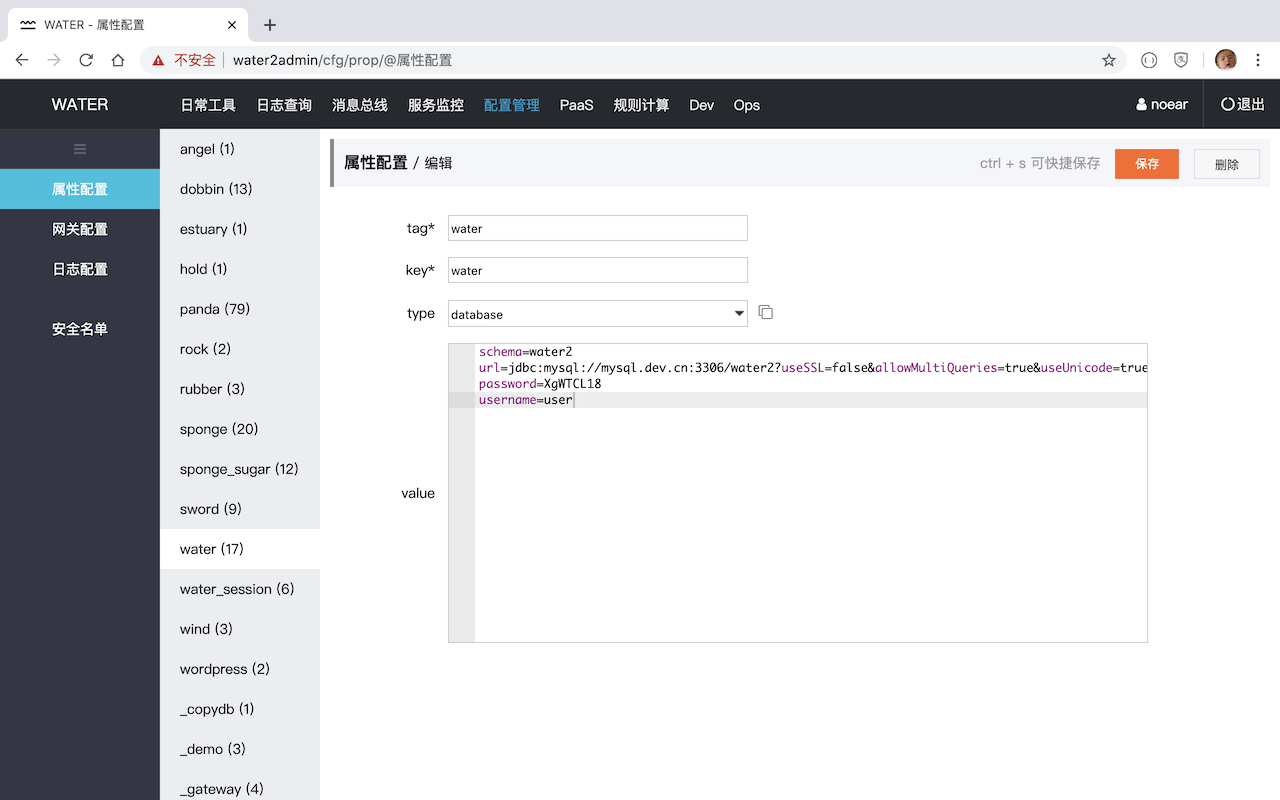 WATER - 属性配置
不安全
water2admin/cfg/prop/@属性配置
WATER
日常工具
日志查询
消息总线
服务监控
配置管理
PaaS
规则计算
Dev
Ops
noear
退出
属性配置
网关配置
日志配置
安全名单
angel (1)
dobbin (13)
estuary (1)
hold (1)
panda (79)
rock (2)
rubber (3)
sponge (20)
sponge_sugar (12)
sword (9)
water (17)
water_session (6)
wind (3)
wordpress (2)
_copydb (1)
_demo (3)
_gateway (4)
属性配置 / 编辑
ctrl + s 可快捷保存
保存
删除
tag*
water
key*
water
type
database
value
schema=water2
url=jdbc:mysql://mysql.dev.cn:3306/water2?useSSL=false&allowMultiQueries=true&useUnicode=true
password=XgWTCL18
username=user